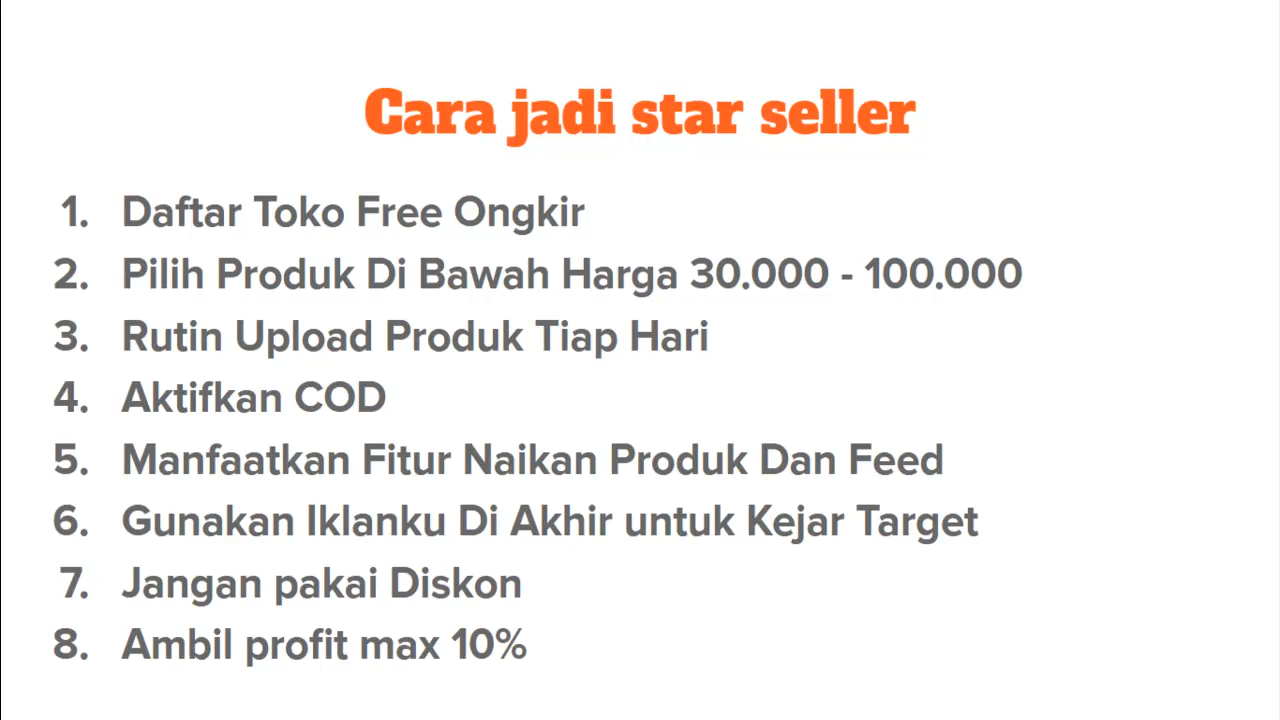 Cara jadi star seller
1. Daftar Toko Free Ongkir
2. Pilih Produk Di Bawah Harga 30.000 - 100.000
3. Rutin Upload Produk Tiap Hari
4. Aktifkan COD
5. Manfaatkan Fitur Naikan Produk Dan Feed
6. Gunakan Iklanku Di Akhir untuk Kejar Target
7. Jangan pakai Diskon
8. Ambil profit max 10%